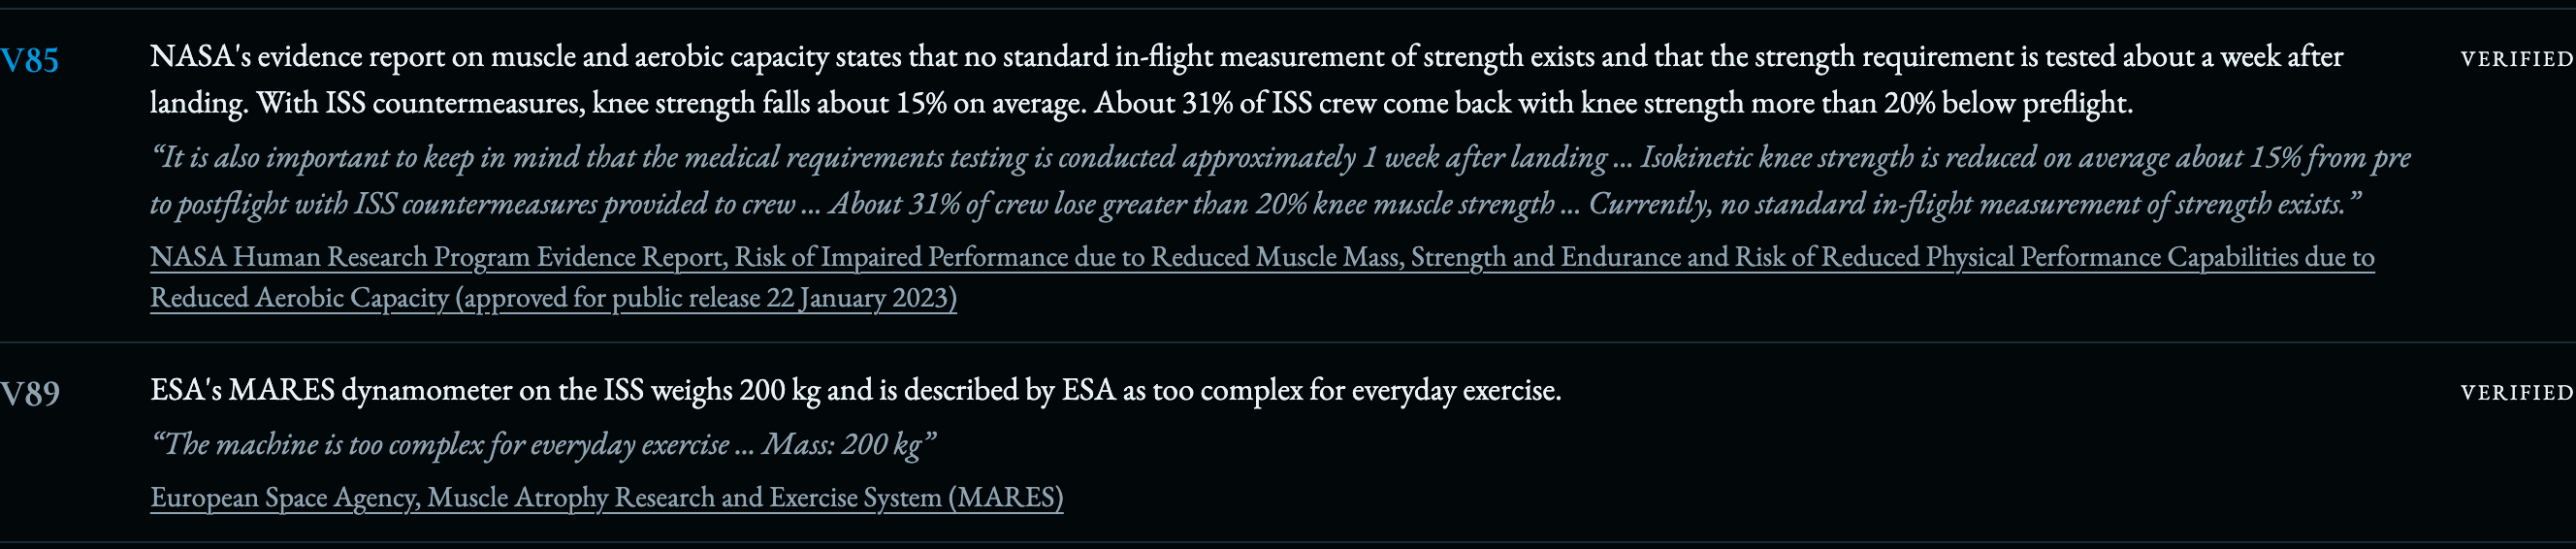 V85
NASA's evidence report on muscle and aerobic capacity states that no standard in-flight measurement of strength exists and that the strength requirement is tested about a week after
VERIFIED
landing. With ISS countermeasures, knee strength falls about 15% on average. About 31% of ISS crew come back with knee strength more than 20% below preflight.
“It is also important to keep in mind that the medical requirements testing is conducted approximately 1 week after landing ... Isokinetic knee strength is reduced on average about 15% from pre
to postflight with ISS countermeasures provided to crew ... About 31% of crew lose greater than 20% knee muscle strength ... Currently, no standard in-flight measurement of strength exists.”
NASA Human Research Program Evidence Report, Risk of Impaired Performance due to Reduced Muscle Mass, Strength and Endurance and Risk of Reduced Physical Performance Capabilities due to
Reduced Aerobic Capacity (approved for public release 22 January 2023)
V89
ESA's MARES dynamometer on the ISS weighs 200 kg and is described by ESA as too complex for everyday exercise.
VERIFIED
“The machine is too complex for everyday exercise ... Mass: 200 kg”
European Space Agency, Muscle Atrophy Research and Exercise System (MARES)